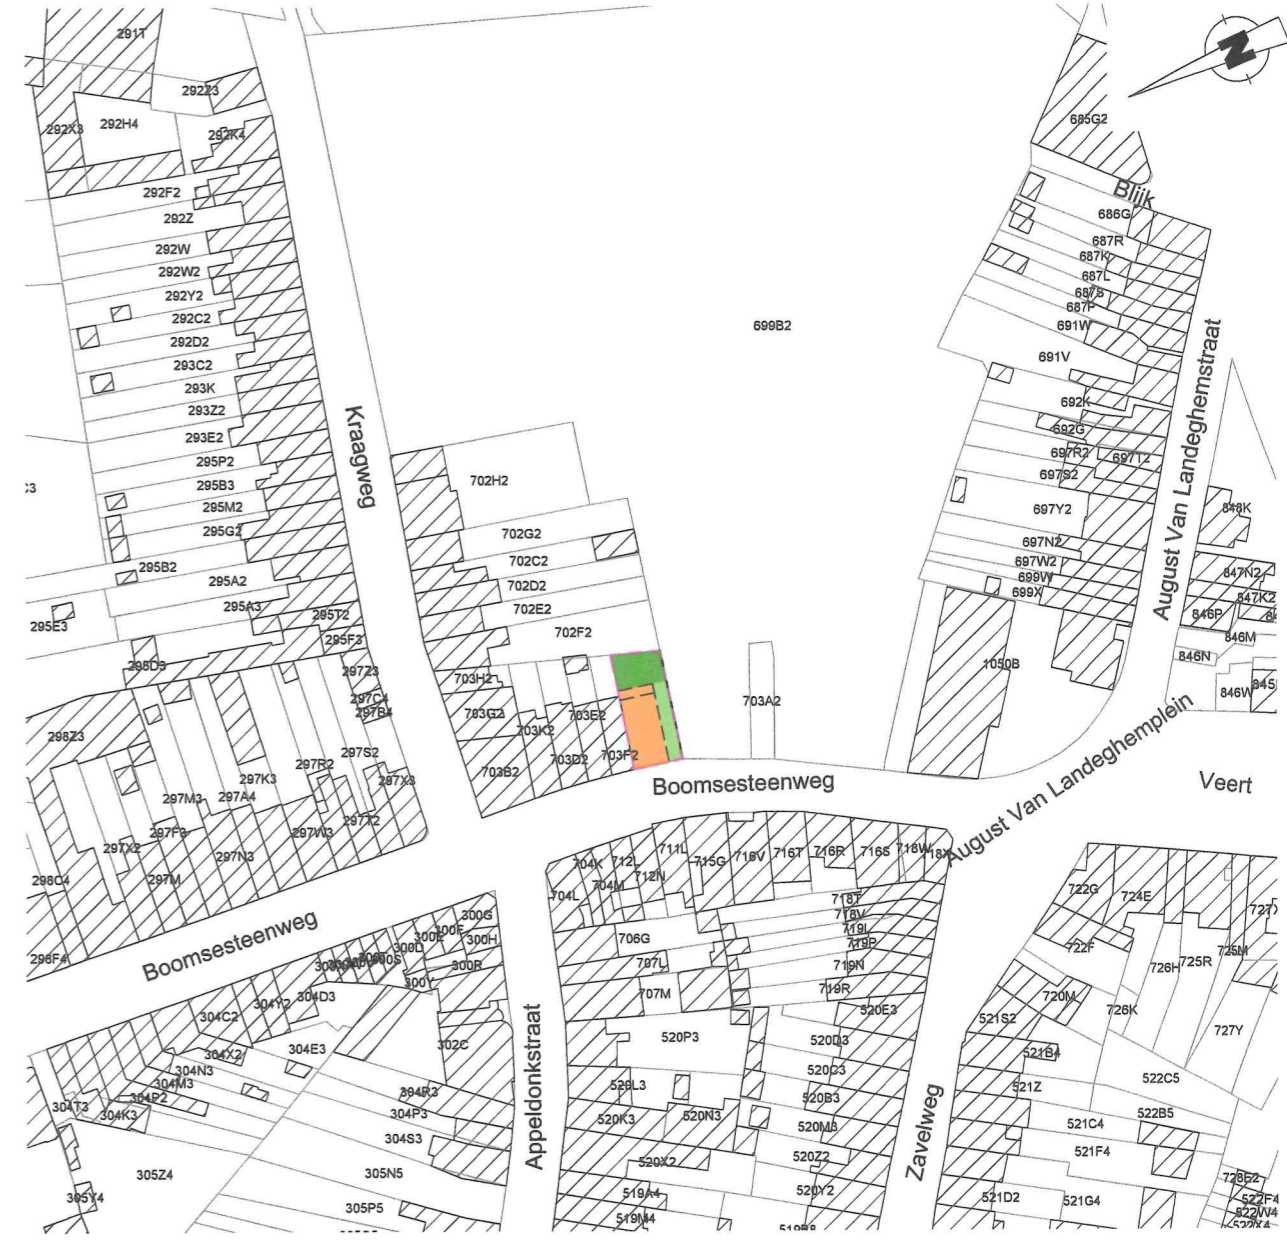 291T
292Z3
292X3
292H4
292K4
292F2
292Z
292W
292W2
292Y2
292C2
292D2
293C2
293K
293Z2
293E2
295P2
295B3
295M2
295G2
295B2
295A2
295A3
295T2
295F3
295E3
295D3
Kraagweg
N
685G2
Blijk
686G
687R
687K
687L
687S
687P
691W
691V
692K
692G
697R2
697T2
697S2
697Y2
697N2
697W2
699W
699X
699B2
August Van Landeghemstraat
848K
847N2
847K2
846P
846M
846N
846W
1050B
702H2
702G2
702C2
702D2
702E2
702F2
703H2
703G2
703K2
703E2
703D2
703F2
703B2
703A2
297Z3
297C4
297B4
298Z3
297S2
297R2
297X3
297K3
297A4
297M3
297T2
297F3
297W3
297X2
297N3
297M
298C4
298F4
Boomsesteenweg
August Van Landeghemplein
Veert
Boomsesteenweg
704K
712L
711L
715G
716V
716T
716R
716S
718W
704L
704M
712N
718T
718V
719L
719P
719N
719R
706G
707L
707M
722G
724E
722F
726H
725R
725M
720M
726K
727Y
300G
300F
300E
300H
300D
300R
300S
304D3
304Y2
304C2
304X2
304E3
304N3
304M3
304P2
304T3
304K3
302C
304R3
304P3
304S3
305Z4
305N5
305Y4
305P5
Appeldonkstraat
520P3
520E3
520D3
520C3
520L3
520B3
520K3
520N3
520M3
520X2
520Z2
519A4
520Y2
519M4
Zavelweg
521S2
521B4
521Z
522C5
522B5
521C4
521F4
521D2
521G4
728E2
522F4
522W4
522X4